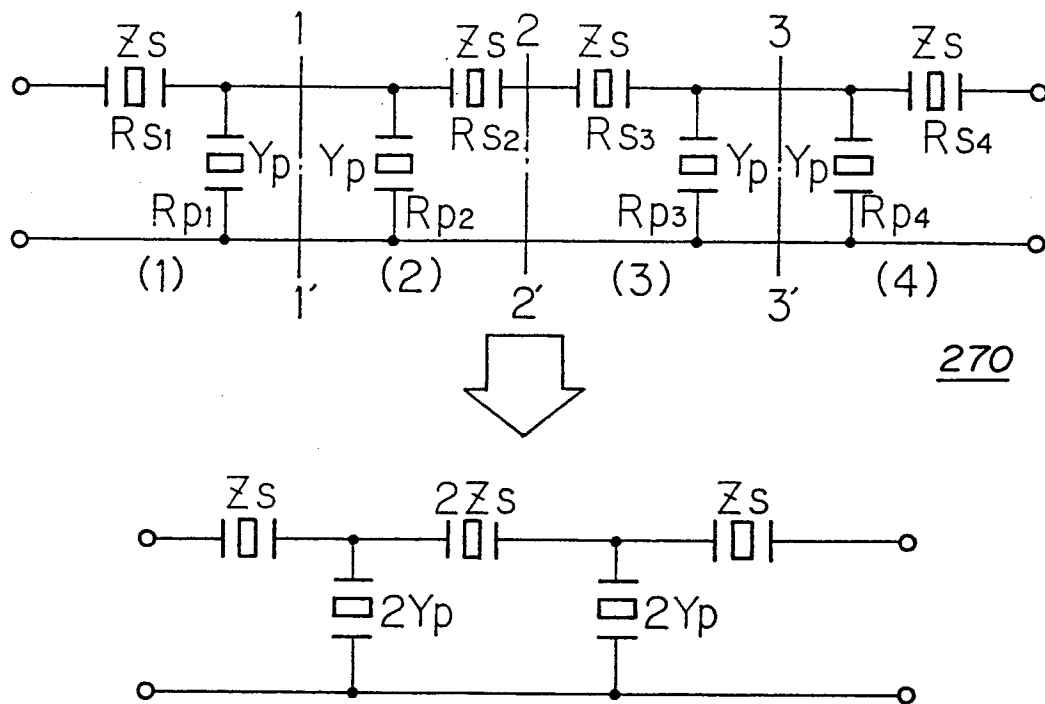 1 2 3
Zs Zs Zs Zs
Rs1 Yp Yp Rs2 Rs3 Yp Yp Rs4
Rp1 Rp2 Rp3 Rp4
(1) (2) (3) (4)
1' 2' 3'
270
Zs 2Zs Zs
2Yp 2Yp